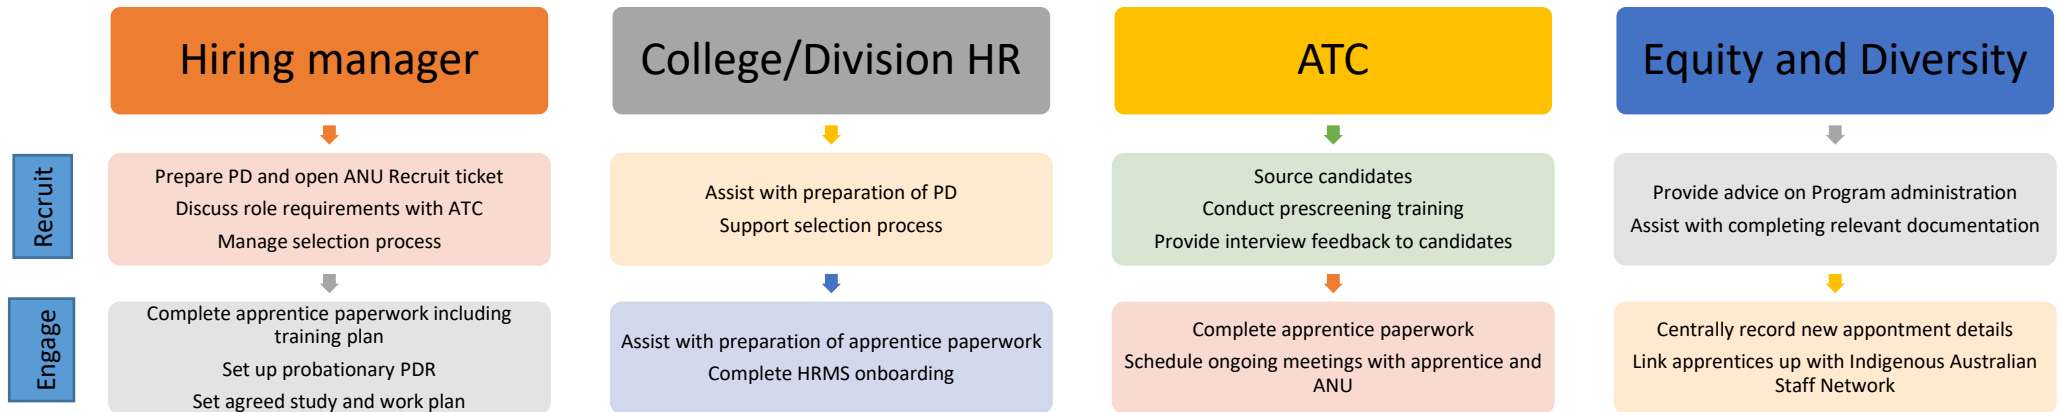 Hiring manager
College/Division HR
ATC
Equity and Diversity
Recruit
Prepare PD and open ANU Recruit ticket
Discuss role requirements with ATC
Manage selection process
Assist with preparation of PD
Support selection process
Source candidates
Conduct prescreening training
Provide interview feedback to candidates
Provide advice on Program administration
Assist with completing relevant documentation
Engage
Complete apprentice paperwork including
training plan
Set up probationary PDR
Set agreed study and work plan
Assist with preparation of apprentice paperwork
Complete HRMS onboarding
Complete apprentice paperwork
Schedule ongoing meetings with apprentice and
ANU
Centrally record new appontment details
Link apprentices up with Indigenous Australian
Staff Network